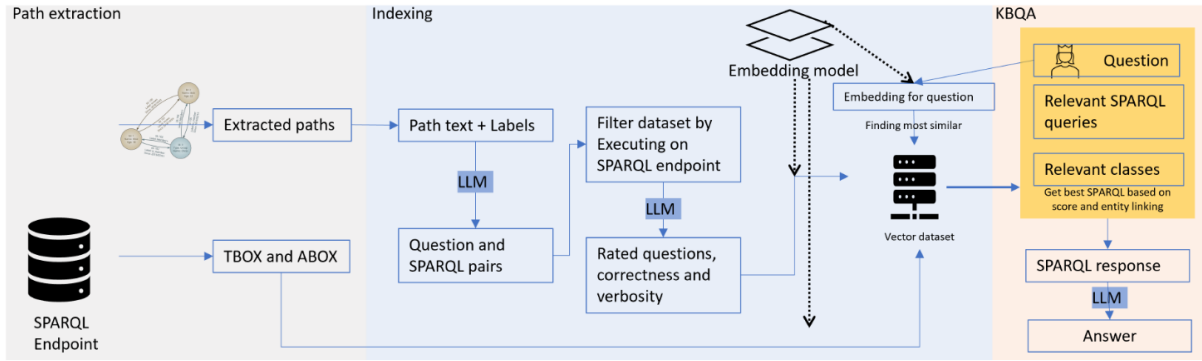 Path extraction
Indexing
KBQA
Embedding model
Question
Embedding for question
Finding most similar
Relevant SPARQL
queries
Extracted paths
Path text + Labels
Filter dataset by
Executing on
SPARQL endpoint
LLM
LLM
Relevant classes
Get best SPARQL based on
score and entity linking
Vector dataset
TBOX and ABOX
Question and
SPARQL pairs
Rated questions,
correctness and
verbosity
SPARQL response
LLM
Answer
SPARQL
Endpoint